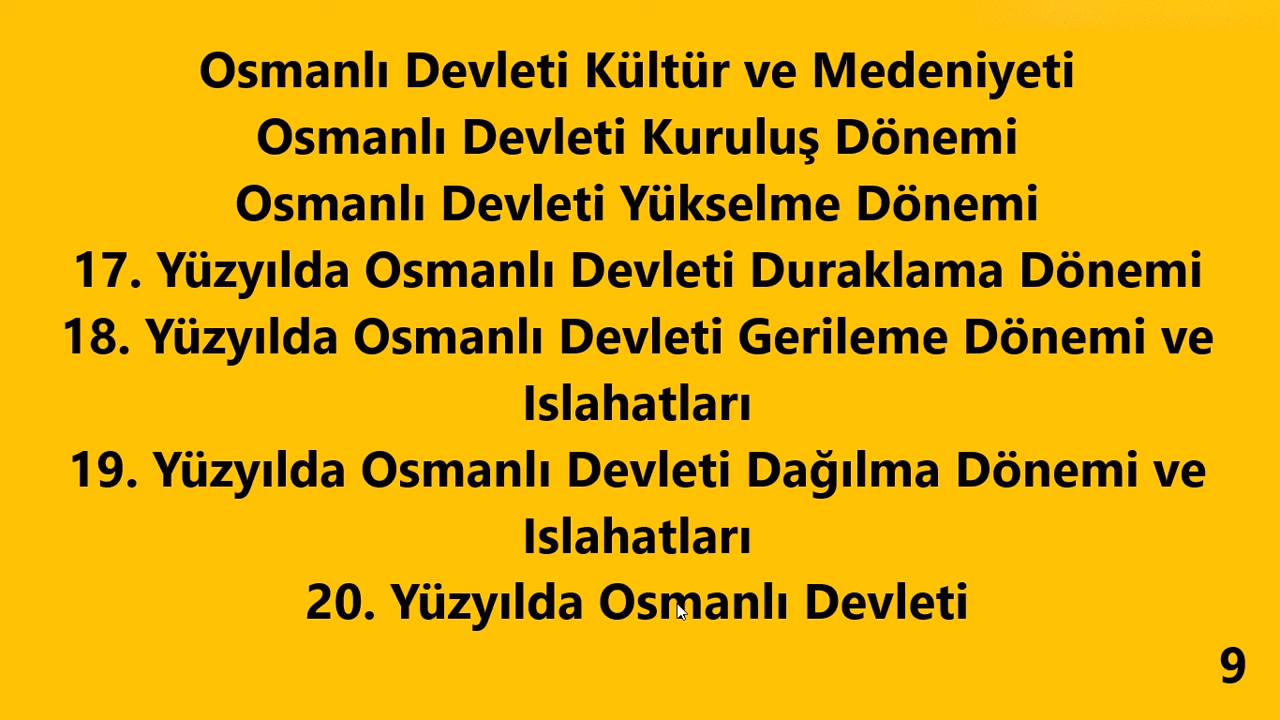 Osmanlı Devleti Kültür ve Medeniyeti
Osmanlı Devleti Kuruluş Dönemi
Osmanlı Devleti Yükselme Dönemi
17. Yüzyılda Osmanlı Devleti Duraklama Dönemi
18. Yüzyılda Osmanlı Devleti Gerileme Dönemi ve
Islahatları
19. Yüzyılda Osmanlı Devleti Dağılma Dönemi ve
Islahatları
20. Yüzyılda Osmanlı Devleti
9